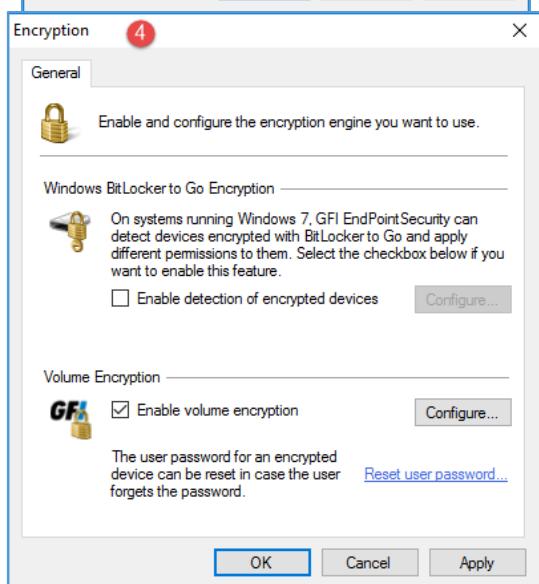 Encryption
4
General
Enable and configure the encryption engine you want to use.
Windows BitLocker to Go Encryption
On systems running Windows 7, GFI EndPointSecurity can
detect devices encrypted with BitLocker to Go and apply
different permissions to them. Select the checkbox below if you
want to enable this feature.
Enable detection of encrypted devices
Configure...
Volume Encryption
GFI
Enable volume encryption
Configure...
The user password for an encrypted
device can be reset in case the user
forgets the password.
Reset user password...
OK
Cancel
Apply